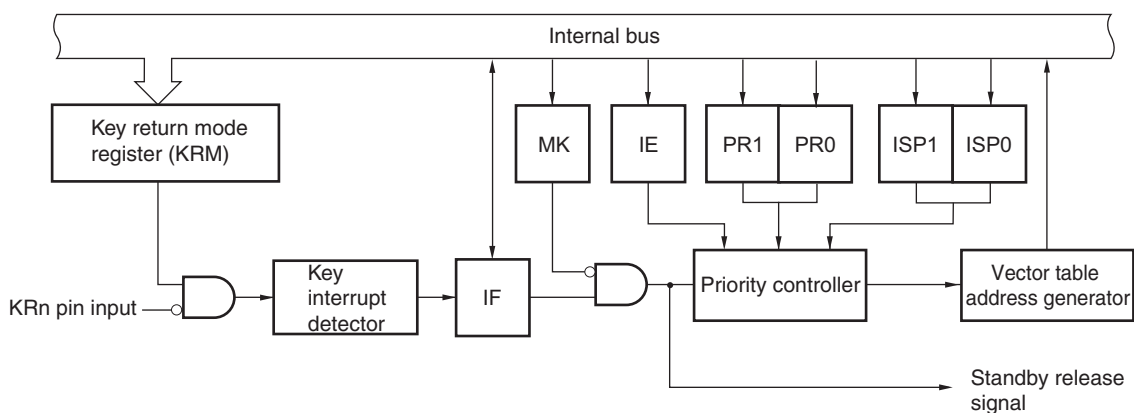 Internal bus
Key return mode
register (KRM)
MK
IE
PR1
PR0
ISP1
ISP0
KRn pin input
Key
interrupt
detector
IF
Priority controller
Vector table
address generator
Standby release
signal